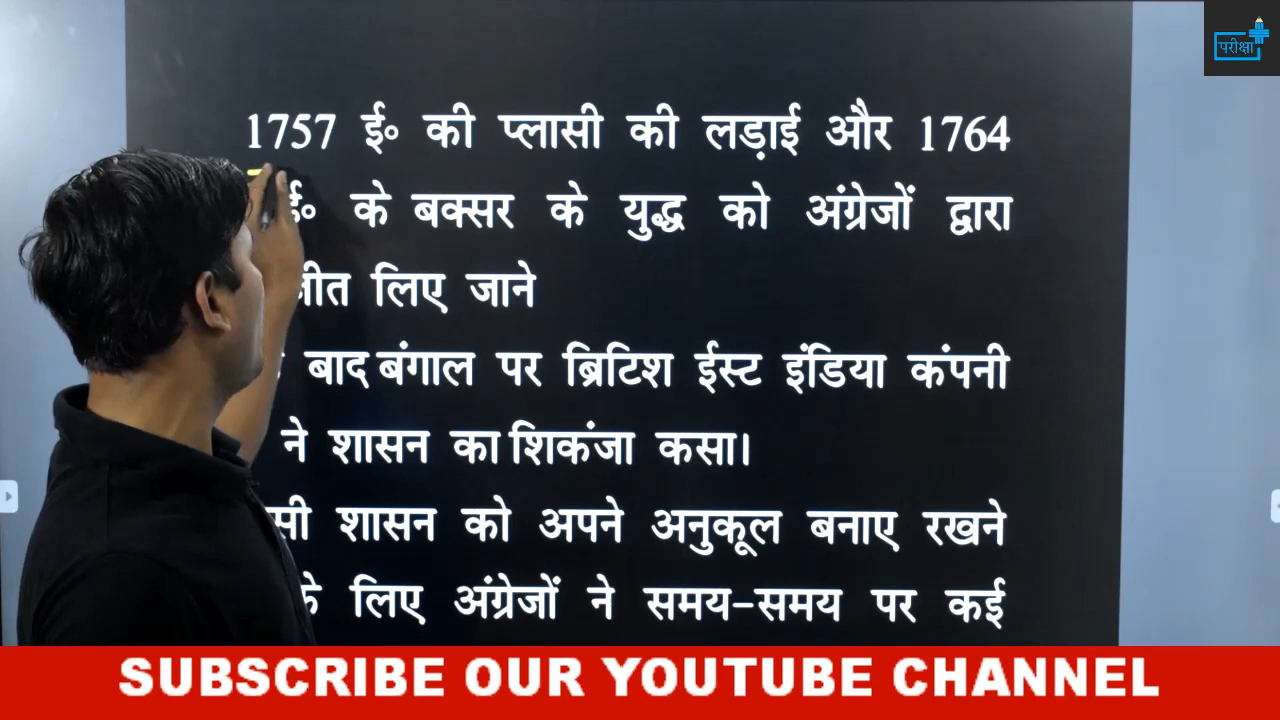 परीक्षा
1757 ई॰ की प्लासी की लड़ाई और 1764
ई॰ के बक्सर के युद्ध को अंग्रेजों द्वारा
लिए जाने
बाद बंगाल पर ब्रिटिश ईस्ट इंडिया कंपनी
ने शासन का शिकंजा कसा।
शासन को अपने अनुकूल बनाए रखने
के लिए अंग्रेजों ने समय-समय पर कई
SUBSCRIBE OUR YOUTUBE CHANNEL